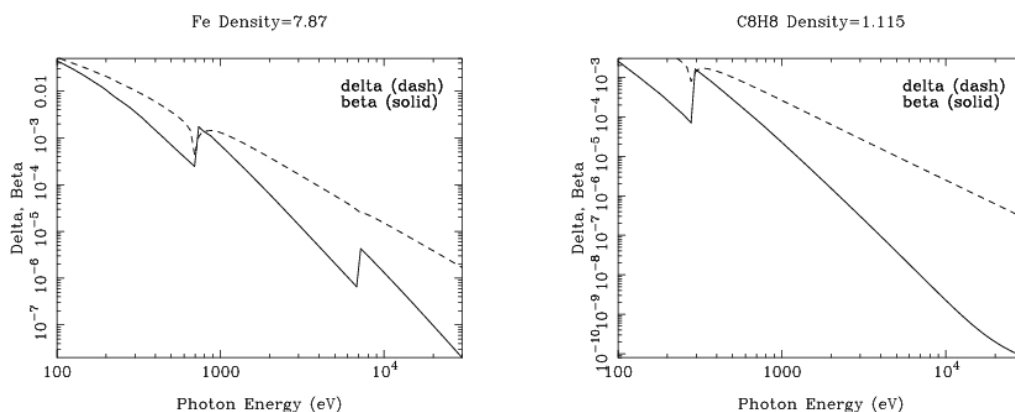 Fe Density=7.87
delta (dash)
beta (solid)
Delta, Beta
0.01
10⁻³
10⁻⁴
10⁻⁵
10⁻⁶
10⁻⁷
100
1000
10⁴
Photon Energy (eV)
C8H8 Density=1.115
delta (dash)
beta (solid)
Delta, Beta
10⁻³
10⁻⁴
10⁻⁵
10⁻⁶
10⁻⁷
10⁻⁸
10⁻⁹
10⁻¹⁰
100
1000
10⁴
Photon Energy (eV)